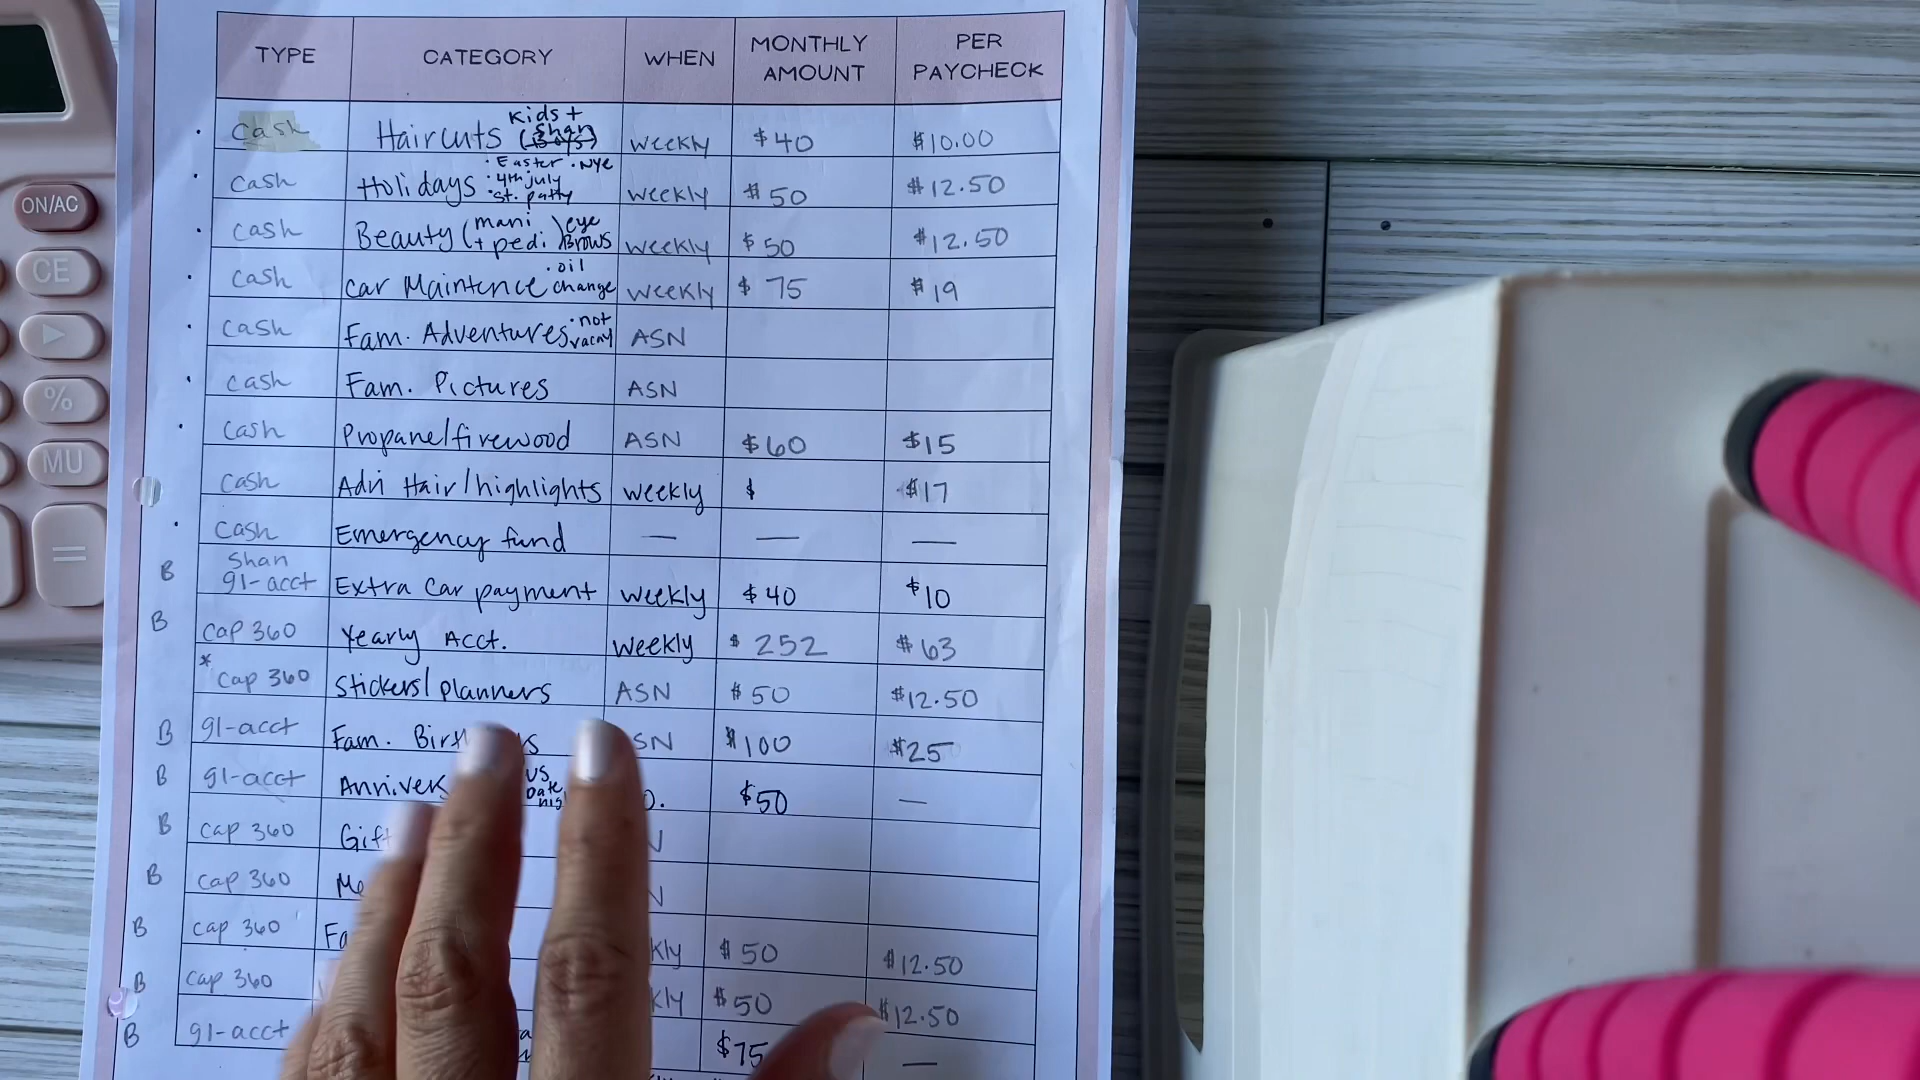 TYPE CATEGORY WHEN MONTHLY AMOUNT PER PAYCHECK
Cash Haircuts Kids + Shan weekly $40 $10.00
Cash Holidays • Easter • NYE • 4th july • St. patty weekly $50 $12.50
Cash Beauty (mani + pedi) eye Brows weekly $50 $12.50
Cash Car Maintence • oil change weekly $75 $19
Cash Fam. Adventures • not vacay ASN
Cash Fam. Pictures ASN
Cash Propane/firewood ASN $60 $15
Cash Adri Hair/highlights weekly $ $17
Cash Emergency fund — — —
B Shan 91-acct Extra Car payment weekly $40 $10
B Cap 360 Yearly Acct. weekly $252 $63
* Cap 360 Stickers/planners ASN $50 $12.50
B 91-acct Fam. $100 $25
B 91-acct $50 —
B Cap 360
B Cap 360
B Cap 360 $50 $12.50
B Cap 360 $50 $12.50
B 91-acct $75 —
ON/AC
CE
%
MU
=